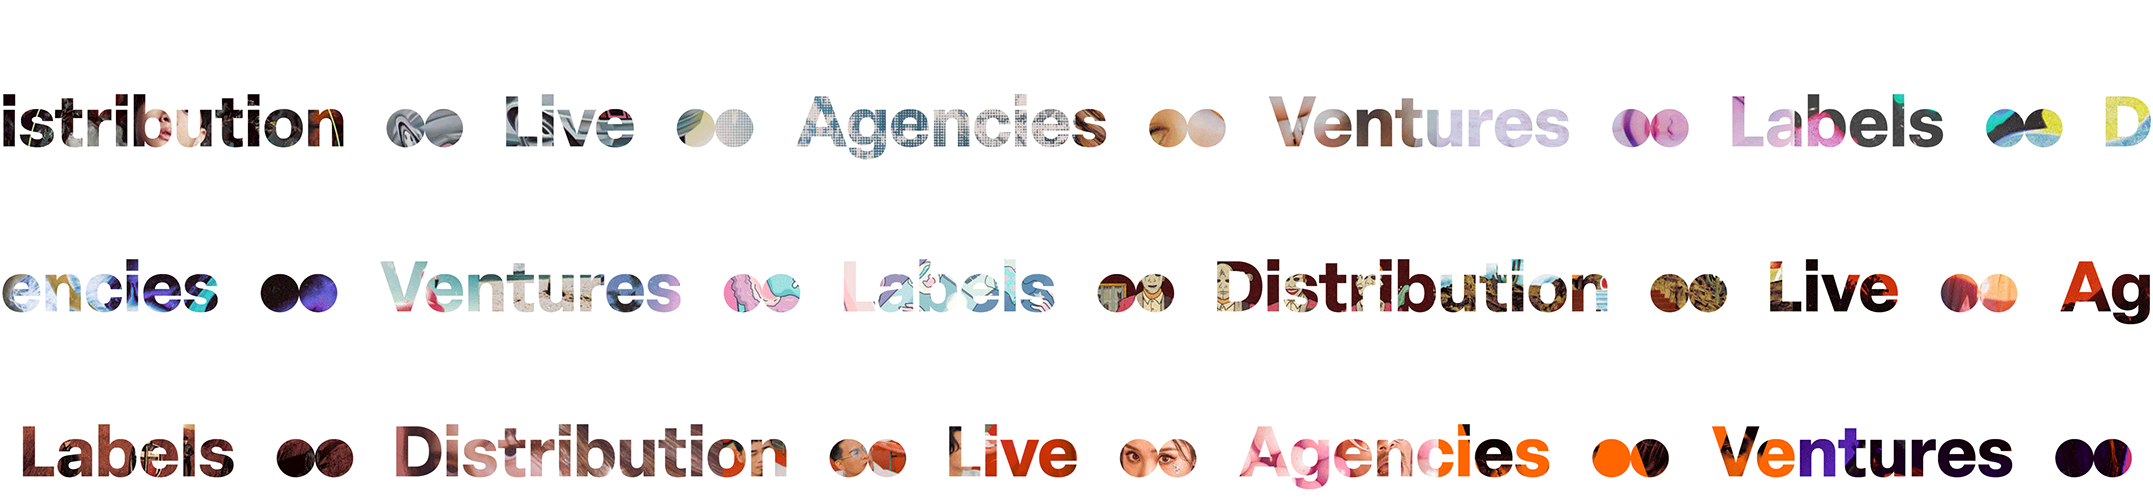 istribution Live Agencies Ventures Labels D
encies Ventures Labels Distribution Live Ag
Labels Distribution Live Agencies Ventures